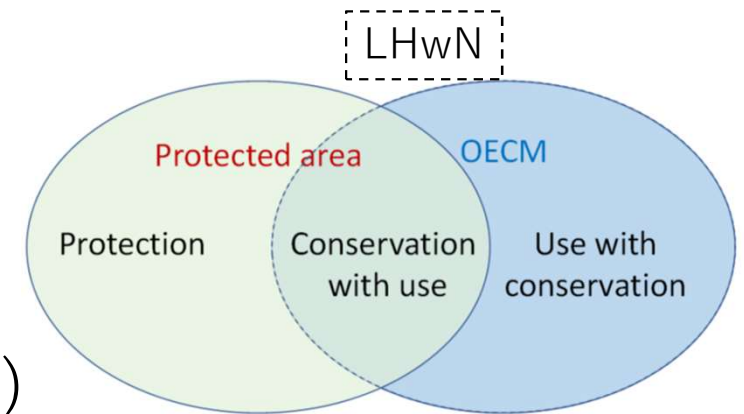 LHwN
Protected area
OECM
Protection
Conservation
with use
Use with
conservation
)